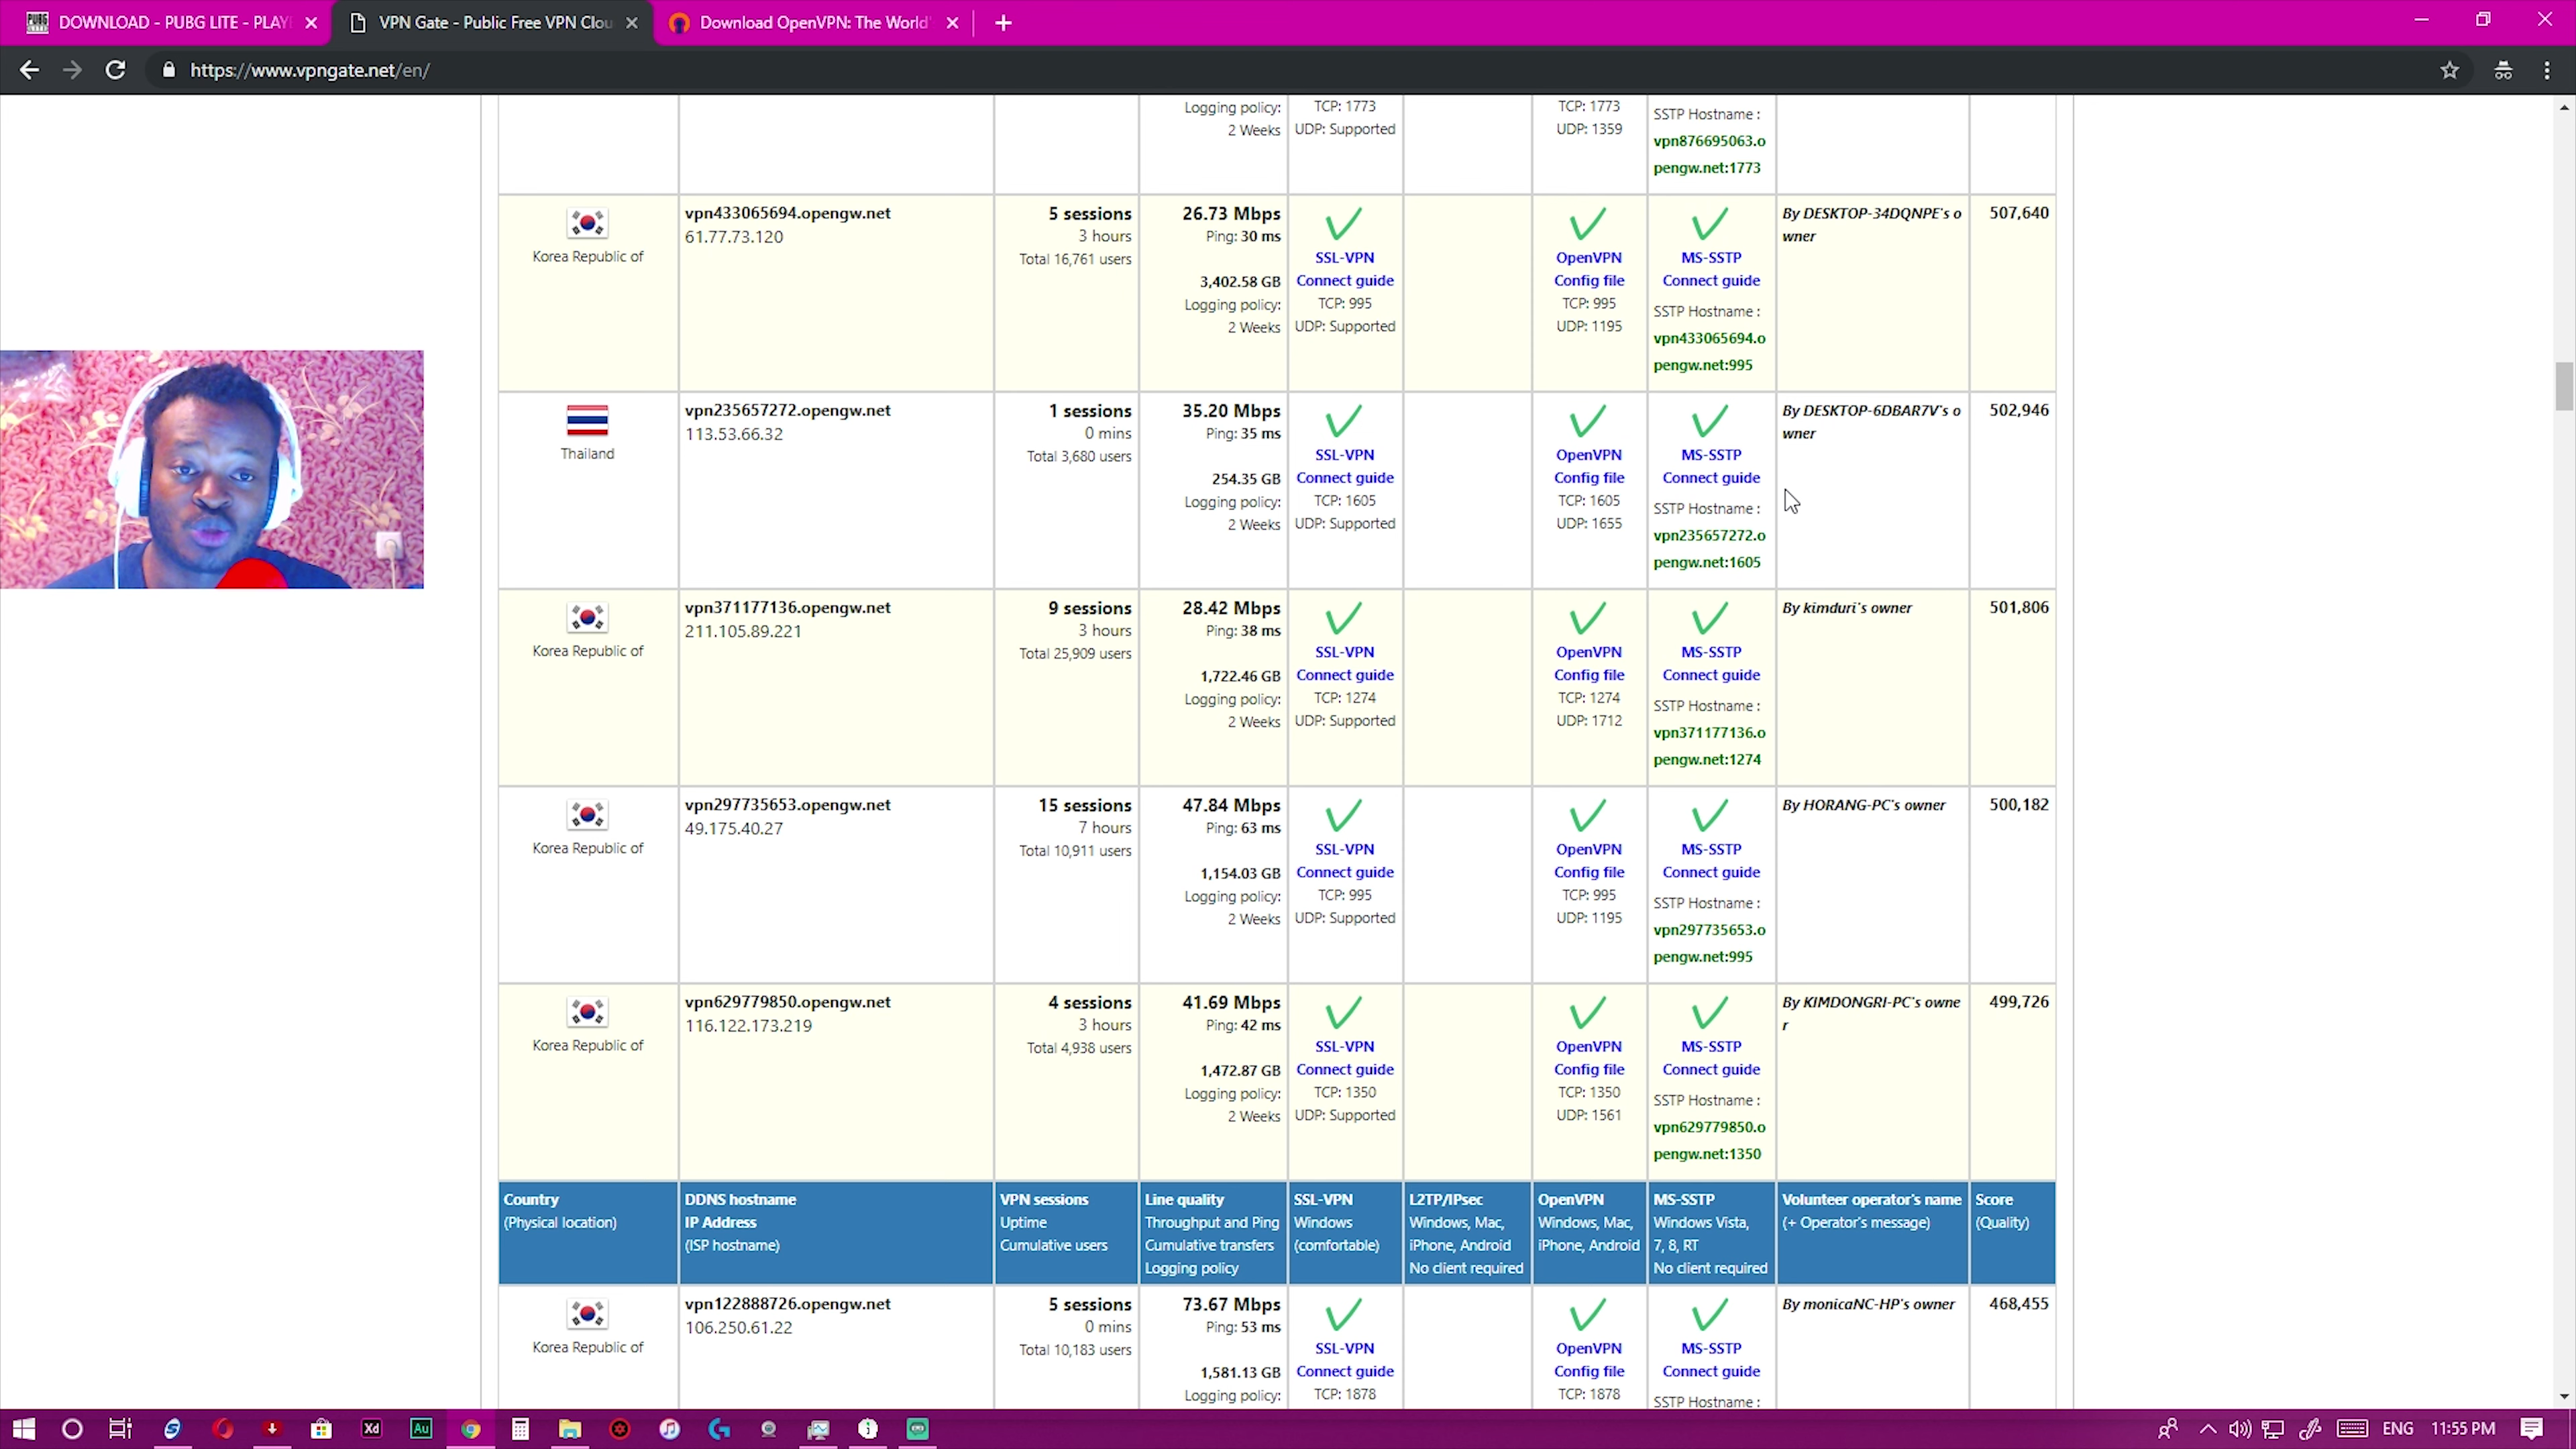 DOWNLOAD - PUBG LITE - PLAY
VPN Gate - Public Free VPN Clou
Download OpenVPN: The World'
https://www.vpngate.net/en/
Logging policy: 2 Weeks
TCP: 1773
UDP: Supported
TCP: 1773
UDP: 1359
SSTP Hostname :
vpn876695063.o
pengw.net:1773
Korea Republic of
vpn433065694.opengw.net
61.77.73.120
5 sessions
3 hours
Total 16,761 users
26.73 Mbps
Ping: 30 ms
3,402.58 GB
Logging policy:
2 Weeks
SSL-VPN
Connect guide
TCP: 995
UDP: Supported
OpenVPN
Config file
TCP: 995
UDP: 1195
MS-SSTP
Connect guide
SSTP Hostname :
vpn433065694.o
pengw.net:995
By DESKTOP-34DQNPE's o
wner
507,640
Thailand
vpn235657272.opengw.net
113.53.66.32
1 sessions
0 mins
Total 3,680 users
35.20 Mbps
Ping: 35 ms
254.35 GB
Logging policy:
2 Weeks
SSL-VPN
Connect guide
TCP: 1605
UDP: Supported
OpenVPN
Config file
TCP: 1605
UDP: 1655
MS-SSTP
Connect guide
SSTP Hostname :
vpn235657272.o
pengw.net:1605
By DESKTOP-6DBAR7V's o
wner
502,946
Korea Republic of
vpn371177136.opengw.net
211.105.89.221
9 sessions
3 hours
Total 25,909 users
28.42 Mbps
Ping: 38 ms
1,722.46 GB
Logging policy:
2 Weeks
SSL-VPN
Connect guide
TCP: 1274
UDP: Supported
OpenVPN
Config file
TCP: 1274
UDP: 1712
MS-SSTP
Connect guide
SSTP Hostname :
vpn371177136.o
pengw.net:1274
By kimduri's owner
501,806
Korea Republic of
vpn297735653.opengw.net
49.175.40.27
15 sessions
7 hours
Total 10,911 users
47.84 Mbps
Ping: 63 ms
1,154.03 GB
Logging policy:
2 Weeks
SSL-VPN
Connect guide
TCP: 995
UDP: Supported
OpenVPN
Config file
TCP: 995
UDP: 1195
MS-SSTP
Connect guide
SSTP Hostname :
vpn297735653.o
pengw.net:995
By HORANG-PC's owner
500,182
Korea Republic of
vpn629779850.opengw.net
116.122.173.219
4 sessions
3 hours
Total 4,938 users
41.69 Mbps
Ping: 42 ms
1,472.87 GB
Logging policy:
2 Weeks
SSL-VPN
Connect guide
TCP: 1350
UDP: Supported
OpenVPN
Config file
TCP: 1350
UDP: 1561
MS-SSTP
Connect guide
SSTP Hostname :
vpn629779850.o
pengw.net:1350
By KIMDONGRI-PC's owne
r
499,726
Country
(Physical location)
DDNS hostname
IP Address
(ISP hostname)
VPN sessions
Uptime
Cumulative users
Line quality
Throughput and Ping
Cumulative transfers
Logging policy
SSL-VPN
Windows
(comfortable)
L2TP/IPsec
Windows, Mac,
iPhone, Android
No client required
OpenVPN
Windows, Mac,
iPhone, Android
MS-SSTP
Windows Vista,
7, 8, RT
No client required
Volunteer operator's name
(+ Operator's message)
Score
(Quality)
Korea Republic of
vpn122888726.opengw.net
106.250.61.22
5 sessions
0 mins
Total 10,183 users
73.67 Mbps
Ping: 53 ms
1,581.13 GB
Logging policy:
SSL-VPN
Connect guide
TCP: 1878
OpenVPN
Config file
TCP: 1878
MS-SSTP
Connect guide
SSTP Hostname :
By monicaNC-HP's owner
468,455
Xd
Au
ENG
11:55 PM